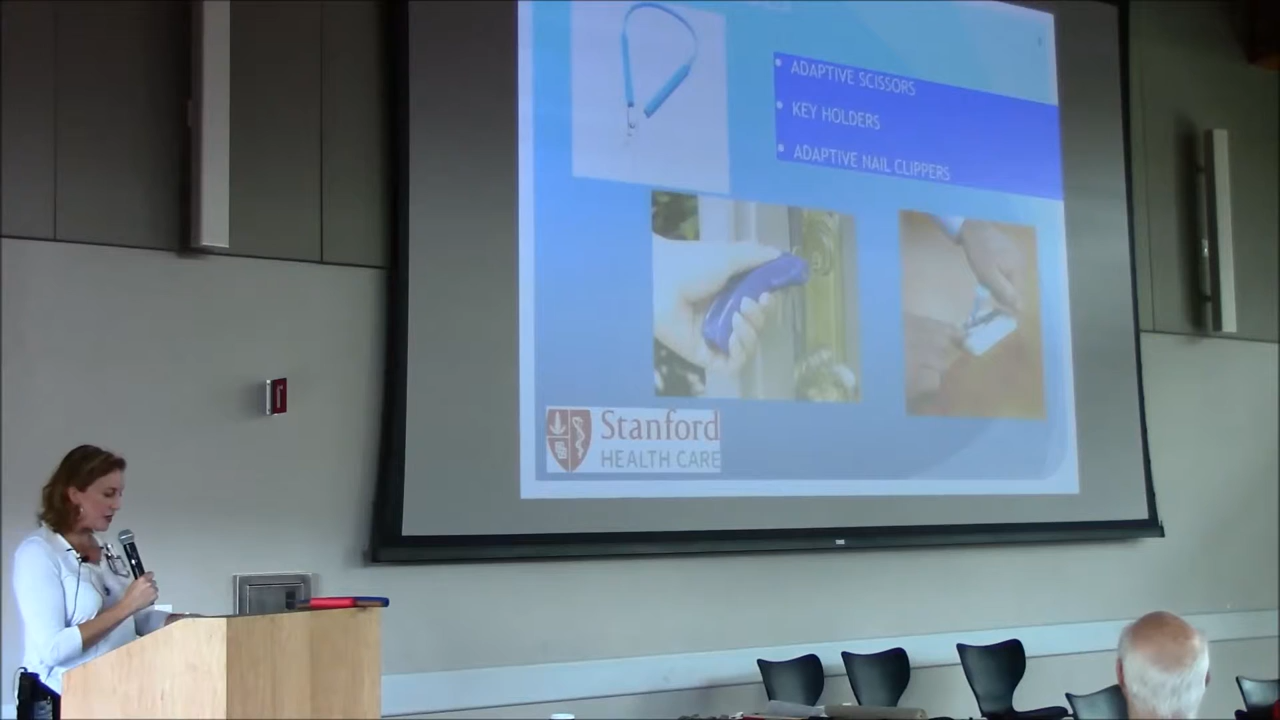 ADAPTIVE SCISSORS
KEY HOLDERS
ADAPTIVE NAIL CLIPPERS
Stanford
HEALTH CARE